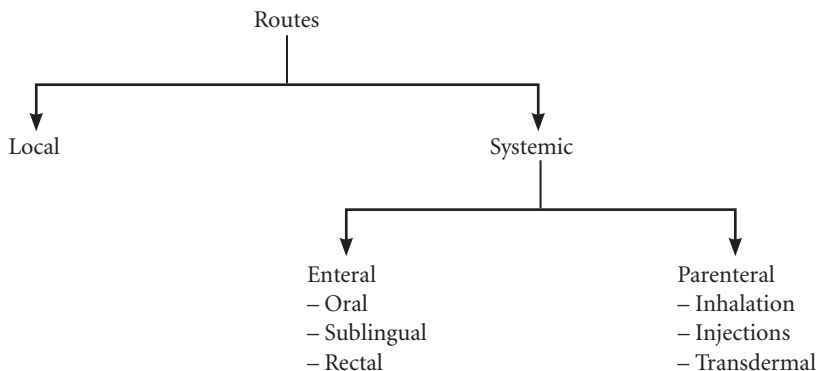 Routes
Local
Systemic
Enteral
– Oral
– Sublingual
– Rectal
Parenteral
– Inhalation
– Injections
– Transdermal